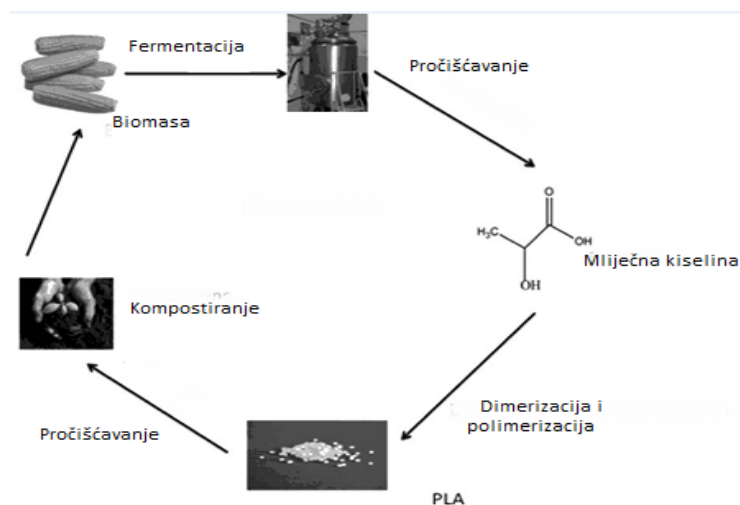 Fermentacija
Pročišćavanje
Biomasa
O
H₃C
OH
OH
Mliječna kiselina
Kompostiranje
Dimerizacija i
polimerizacija
Pročišćavanje
PLA